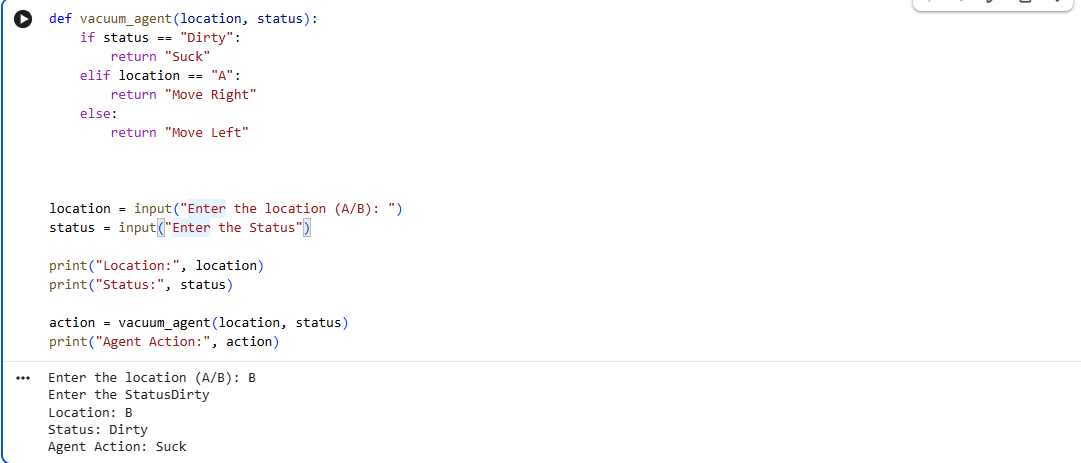 def vacuum_agent(location, status):
    if status == "Dirty":
        return "Suck"
    elif location == "A":
        return "Move Right"
    else:
        return "Move Left"
location = input("Enter the location (A/B): ")
status = input("Enter the Status")
print("Location:", location)
print("Status:", status)
action = vacuum_agent(location, status)
print("Agent Action:", action)
Enter the location (A/B): B
Enter the StatusDirty
Location: B
Status: Dirty
Agent Action: Suck